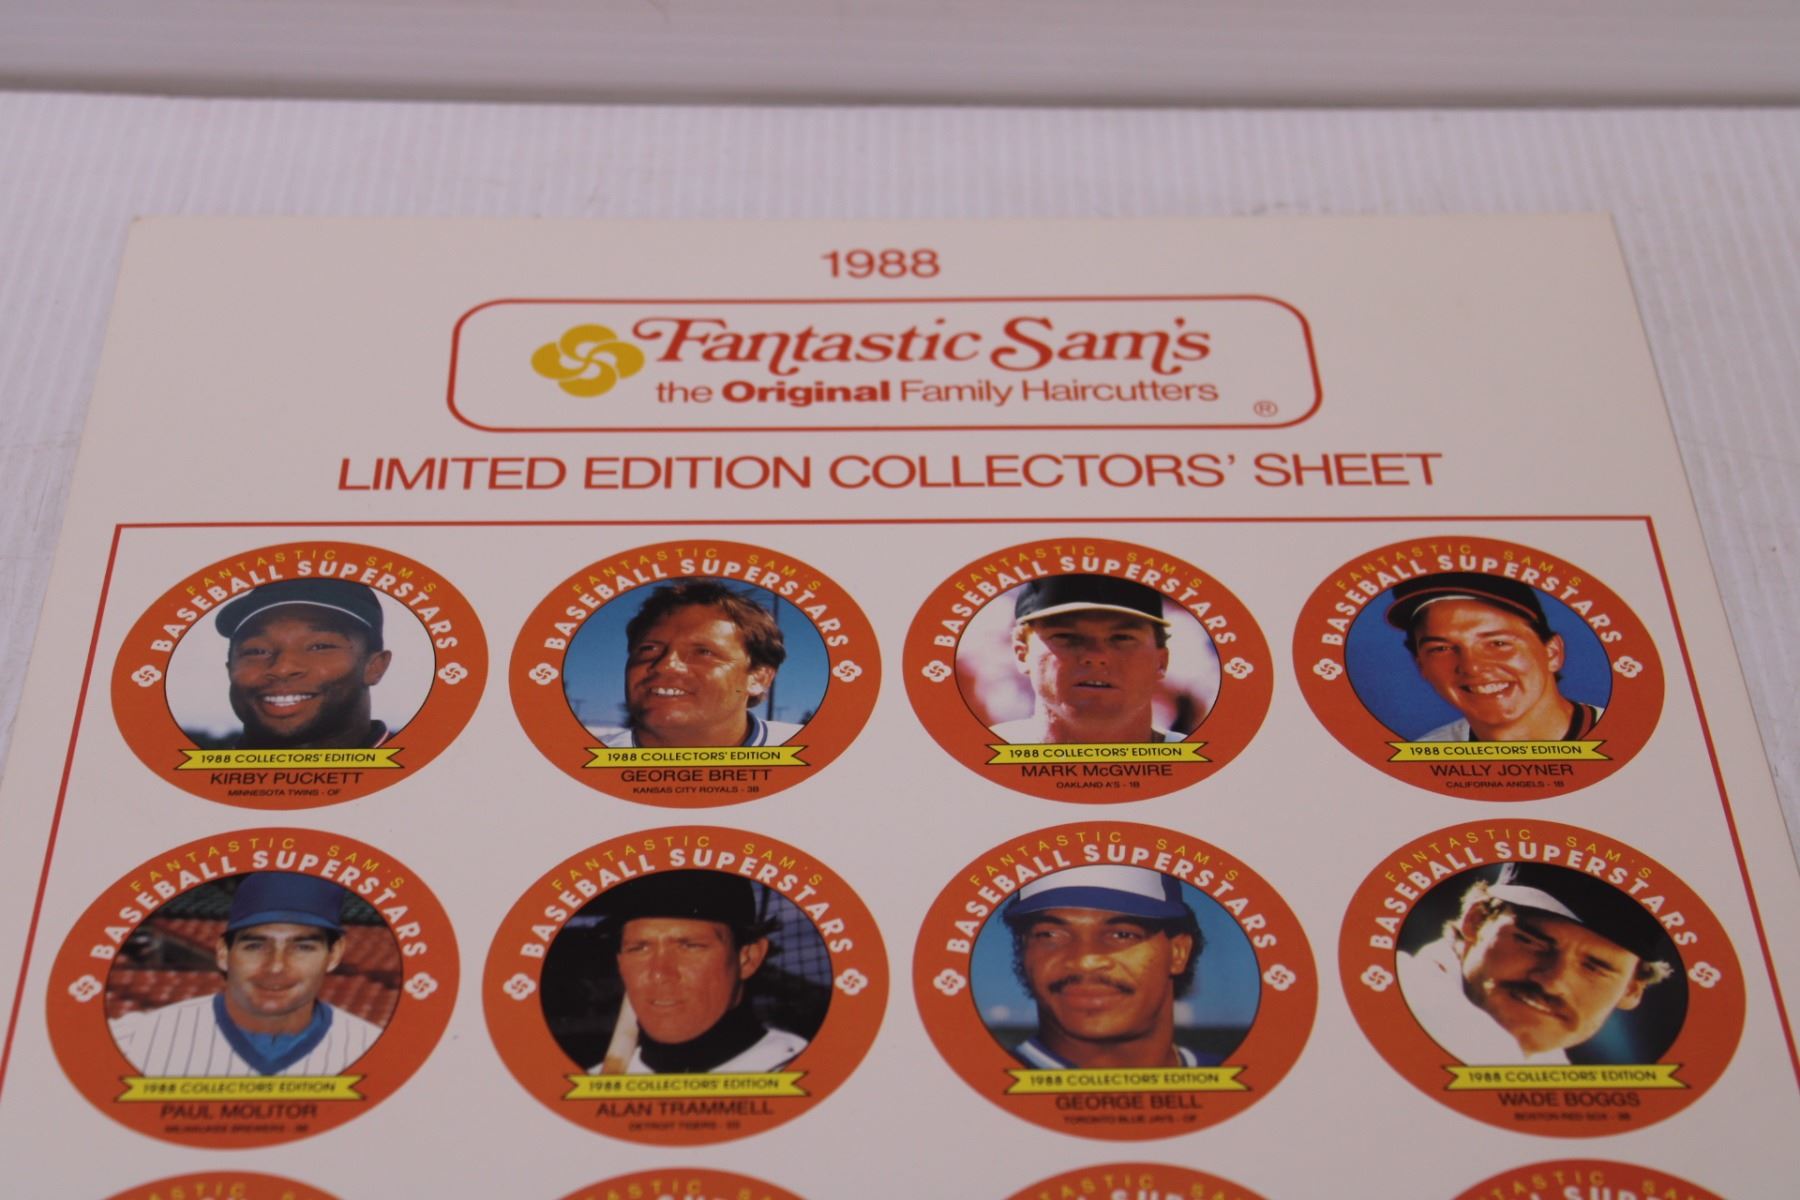 1988
Fantastic Sam's
the Original Family Haircutters ®
LIMITED EDITION COLLECTORS' SHEET
FANTASTIC SAM'S
BASEBALL SUPERSTARS
1988 COLLECTORS' EDITION
KIRBY PUCKETT
MINNESOTA TWINS - OF
FANTASTIC SAM'S
BASEBALL SUPERSTARS
1988 COLLECTORS' EDITION
GEORGE BRETT
KANSAS CITY ROYALS - 3B
FANTASTIC SAM'S
BASEBALL SUPERSTARS
1988 COLLECTORS' EDITION
MARK McGWIRE
OAKLAND A'S - 1B
FANTASTIC SAM'S
BASEBALL SUPERSTARS
1988 COLLECTORS' EDITION
WALLY JOYNER
CALIFORNIA ANGELS - 1B
FANTASTIC SAM'S
BASEBALL SUPERSTARS
1988 COLLECTORS' EDITION
PAUL MOLITOR
MILWAUKEE BREWERS - 3B
FANTASTIC SAM'S
BASEBALL SUPERSTARS
1988 COLLECTORS' EDITION
ALAN TRAMMELL
DETROIT TIGERS - SS
FANTASTIC SAM'S
BASEBALL SUPERSTARS
1988 COLLECTORS' EDITION
GEORGE BELL
TORONTO BLUE JAYS - OF
FANTASTIC SAM'S
BASEBALL SUPERSTARS
1988 COLLECTORS' EDITION
WADE BOGGS
BOSTON RED SOX - 3B